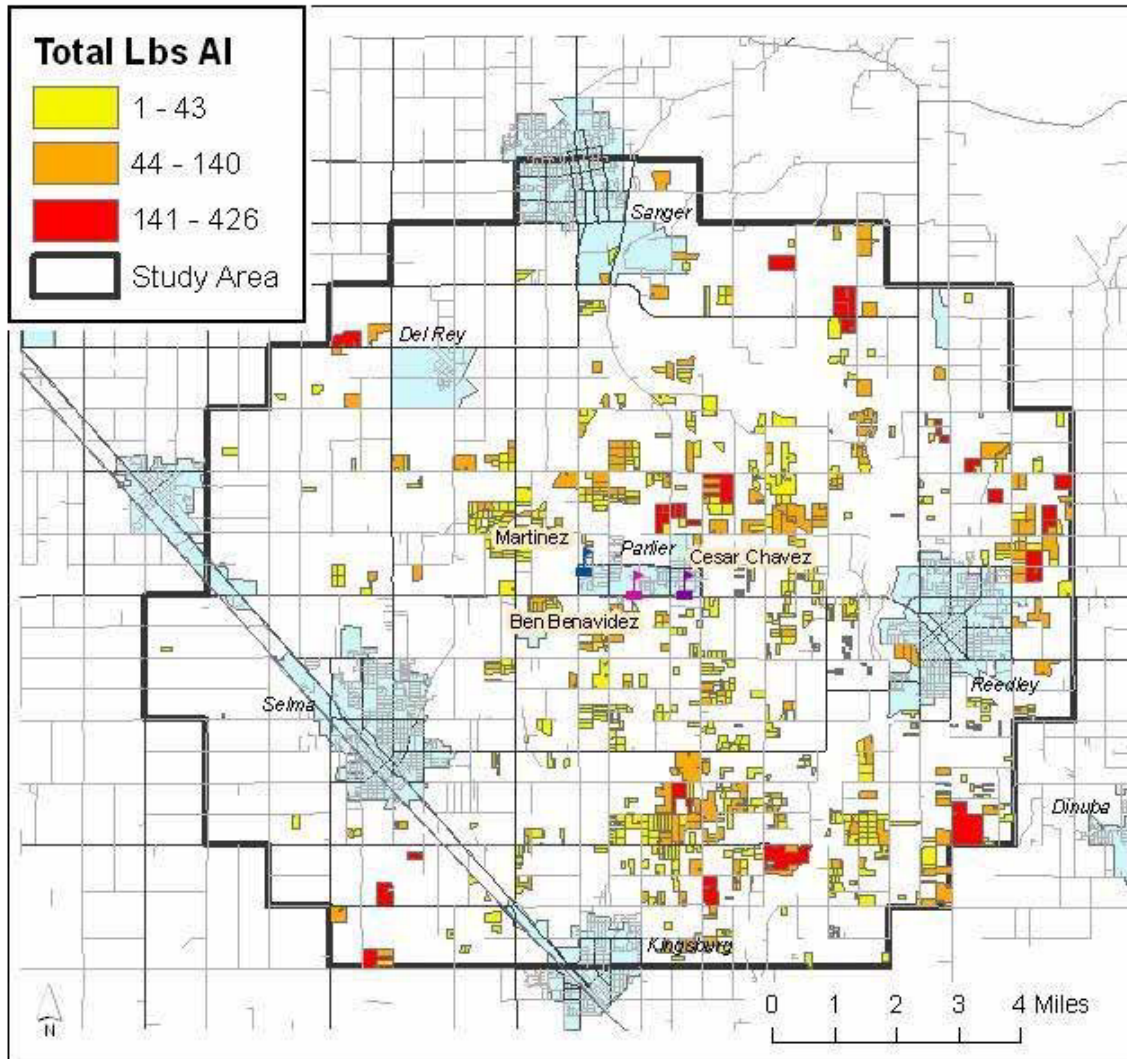 Total Lbs AI
1 - 43
44 - 140
141 - 426
Study Area
Sanger
Del Rey
Martinez
Parlier
Cesar Chavez
Ben Benavidez
Selma
Reedley
Dinuba
Kingsburg
N
0 1 2 3 4 Miles